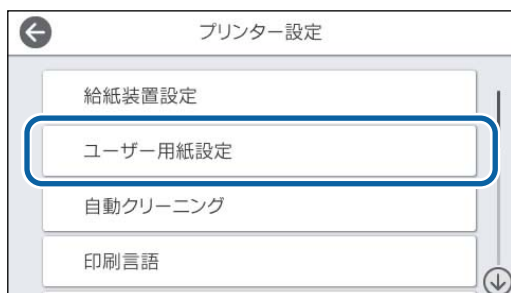 プリンター設定
給紙装置設定
ユーザー用紙設定
自動クリーニング
印刷言語